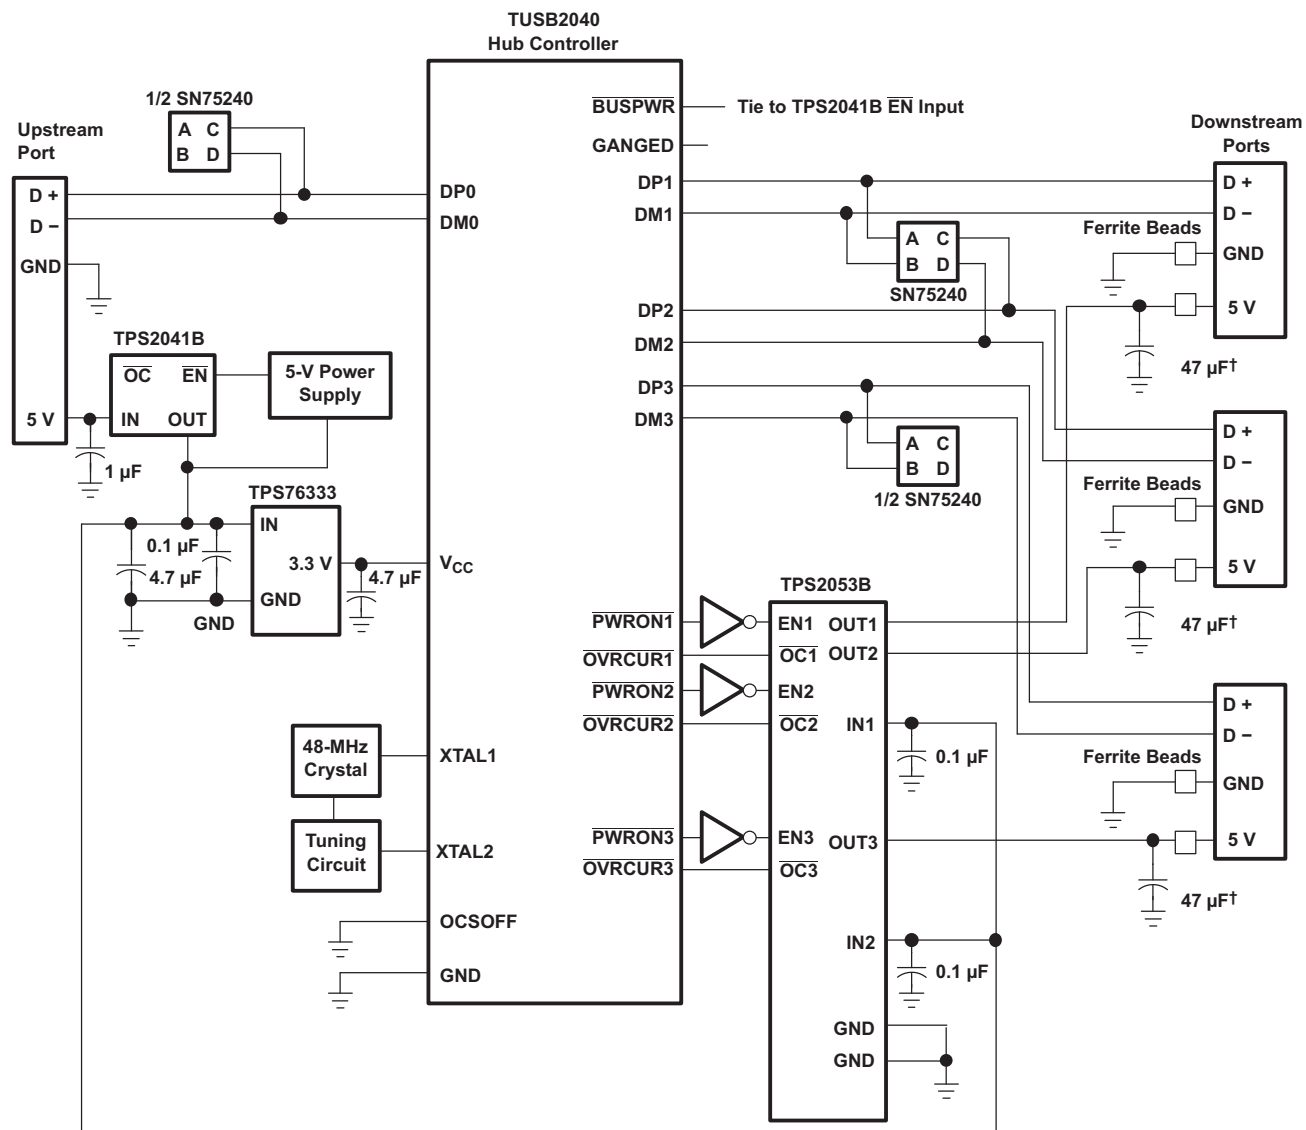 TUSB2040
Hub Controller
1/2 SN75240
A C
B D
Upstream
Port
D +
D −
GND
5 V
BUSPWR
Tie to TPS2041B EN Input
GANGED
DP0
DM0
DP1
DM1
A C
B D
SN75240
Downstream
Ports
D +
D −
Ferrite Beads
GND
5 V
47 µF†
DP2
DM2
DP3
DM3
A C
B D
1/2 SN75240
TPS2041B
OC EN
IN OUT
5-V Power
Supply
1 µF
TPS76333
IN
3.3 V
GND
0.1 µF
4.7 µF
GND
4.7 µF
VCC
D +
D −
Ferrite Beads
GND
5 V
47 µF†
TPS2053B
PWRON1
EN1
OUT1
OVRCUR1
OC1
OUT2
PWRON2
EN2
OVRCUR2
OC2
IN1
0.1 µF
D +
D −
Ferrite Beads
GND
5 V
47 µF†
48-MHz
Crystal
XTAL1
Tuning
Circuit
XTAL2
PWRON3
EN3
OUT3
OVRCUR3
OC3
OCSOFF
GND
IN2
0.1 µF
GND
GND